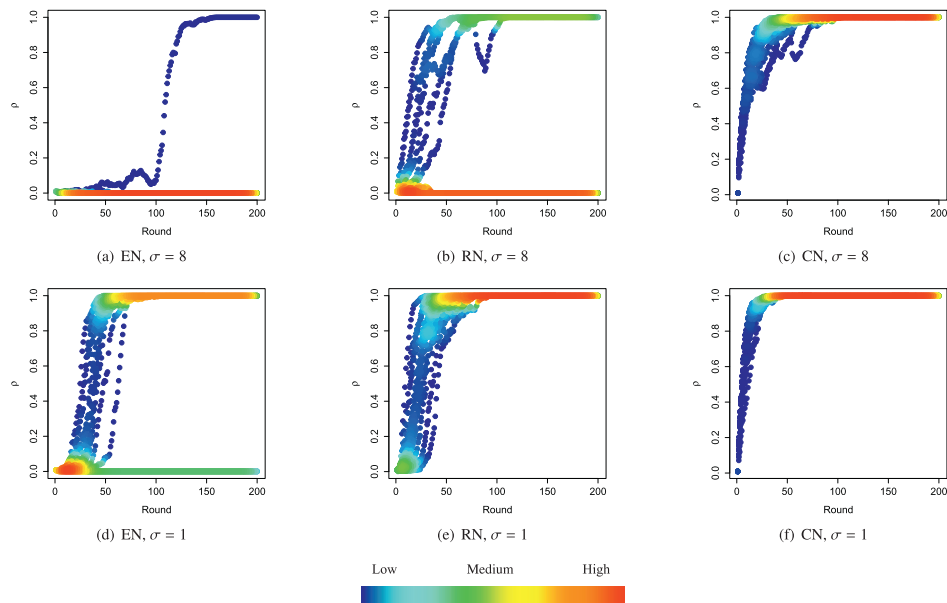 1.0
0.8
0.6
0.4
0.2
0.0
ρ
0 50 100 150 200
Round
(a) EN, σ = 8
1.0
0.8
0.6
0.4
0.2
0.0
ρ
0 50 100 150 200
Round
(b) RN, σ = 8
1.0
0.8
0.6
0.4
0.2
0.0
ρ
0 50 100 150 200
Round
(c) CN, σ = 8
1.0
0.8
0.6
0.4
0.2
0.0
ρ
0 50 100 150 200
Round
(d) EN, σ = 1
1.0
0.8
0.6
0.4
0.2
0.0
ρ
0 50 100 150 200
Round
(e) RN, σ = 1
1.0
0.8
0.6
0.4
0.2
0.0
ρ
0 50 100 150 200
Round
(f) CN, σ = 1
Low Medium High